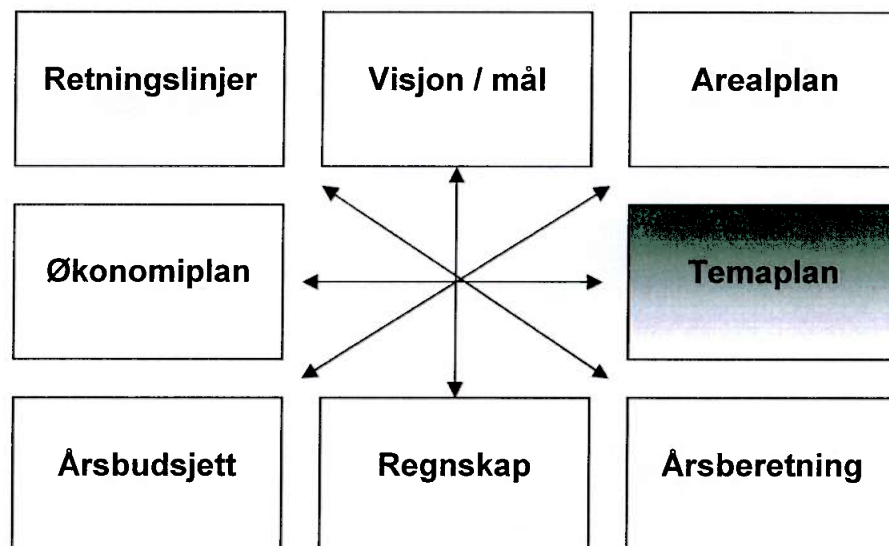 Retningslinjer
Visjon / mål
Arealplan
Økonomiplan
Temaplan
Årsbudsjett
Regnskap
Årsberetning